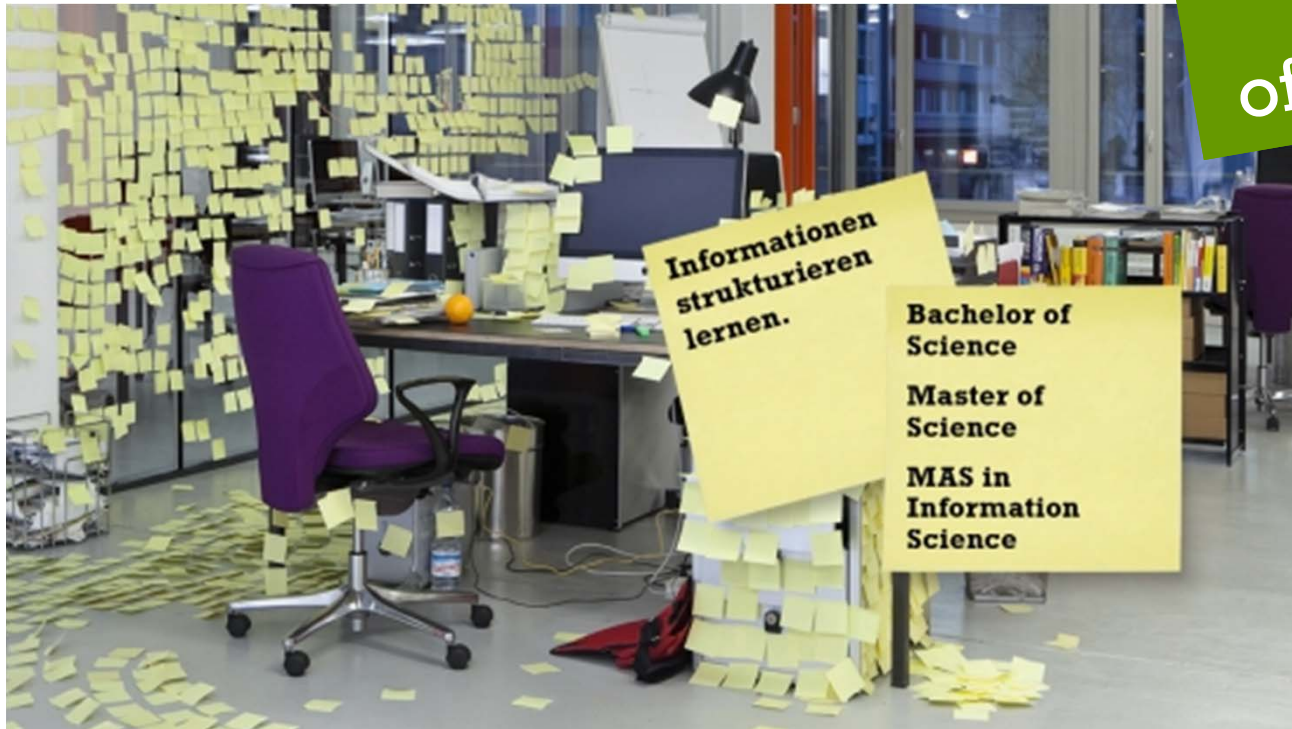 of
Informationen
strukturieren
lernen.
Bachelor of
Science
Master of
Science
MAS in
Information
Science